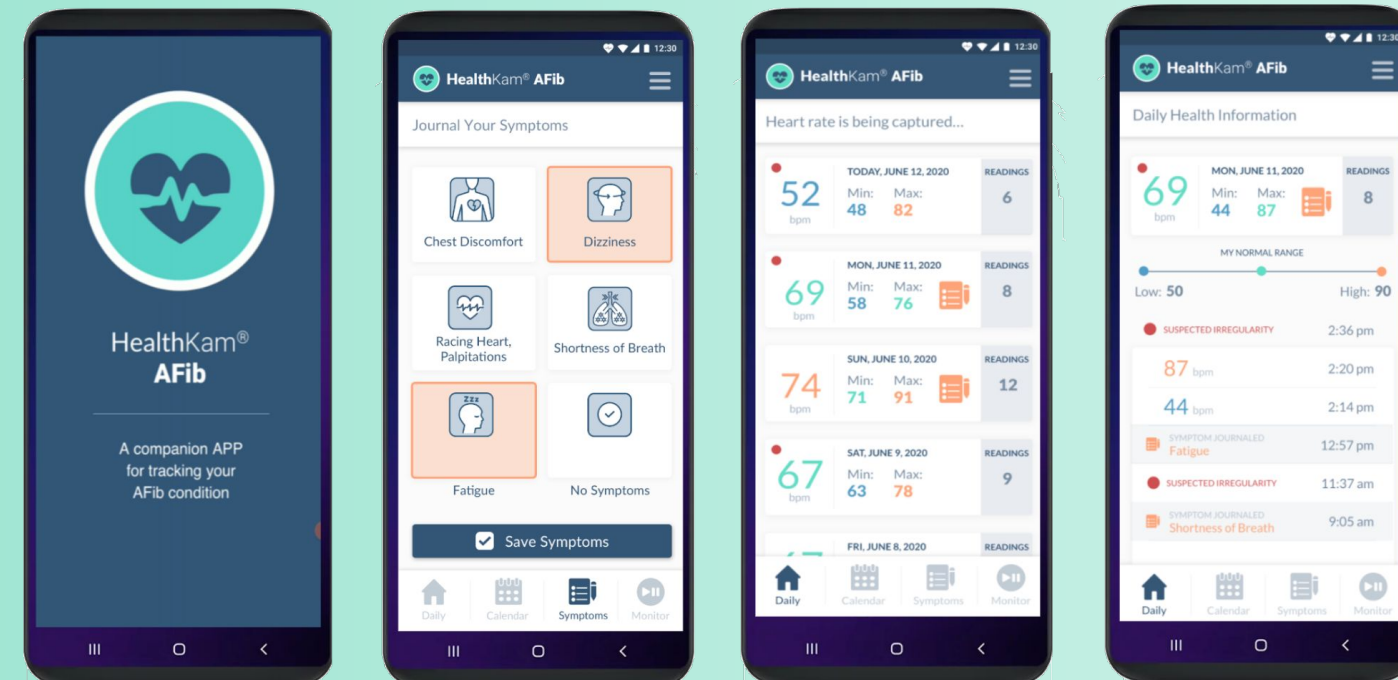 HealthKam®
AFib
A companion APP
for tracking your
AFib condition
12:30
HealthKam® AFib
Journal Your Symptoms
Chest Discomfort
Dizziness
Racing Heart,
Palpitations
Shortness of Breath
zzz
Fatigue
No Symptoms
Save Symptoms
Daily
Calendar
Symptoms
Monitor
12:30
HealthKam® AFib
Heart rate is being captured...
52
bpm
TODAY, JUNE 12, 2020
Min: Max:
48 82
READINGS
6
69
bpm
MON, JUNE 11, 2020
Min: Max:
58 76
READINGS
8
74
bpm
SUN, JUNE 10, 2020
Min: Max:
71 91
READINGS
12
67
bpm
SAT, JUNE 9, 2020
Min: Max:
63 78
READINGS
9
FRI, JUNE 8, 2020
READINGS
Daily
Calendar
Symptoms
Monitor
12:30
HealthKam® AFib
Daily Health Information
69
bpm
MON, JUNE 11, 2020
Min: Max:
44 87
READINGS
8
MY NORMAL RANGE
Low: 50
High: 90
SUSPECTED IRREGULARITY 2:36 pm
87 bpm 2:20 pm
44 bpm 2:14 pm
SYMPTOM JOURNALED
Fatigue 12:57 pm
SUSPECTED IRREGULARITY 11:37 am
SYMPTOM JOURNALED
Shortness of Breath 9:05 am
Daily
Calendar
Symptoms
Monitor